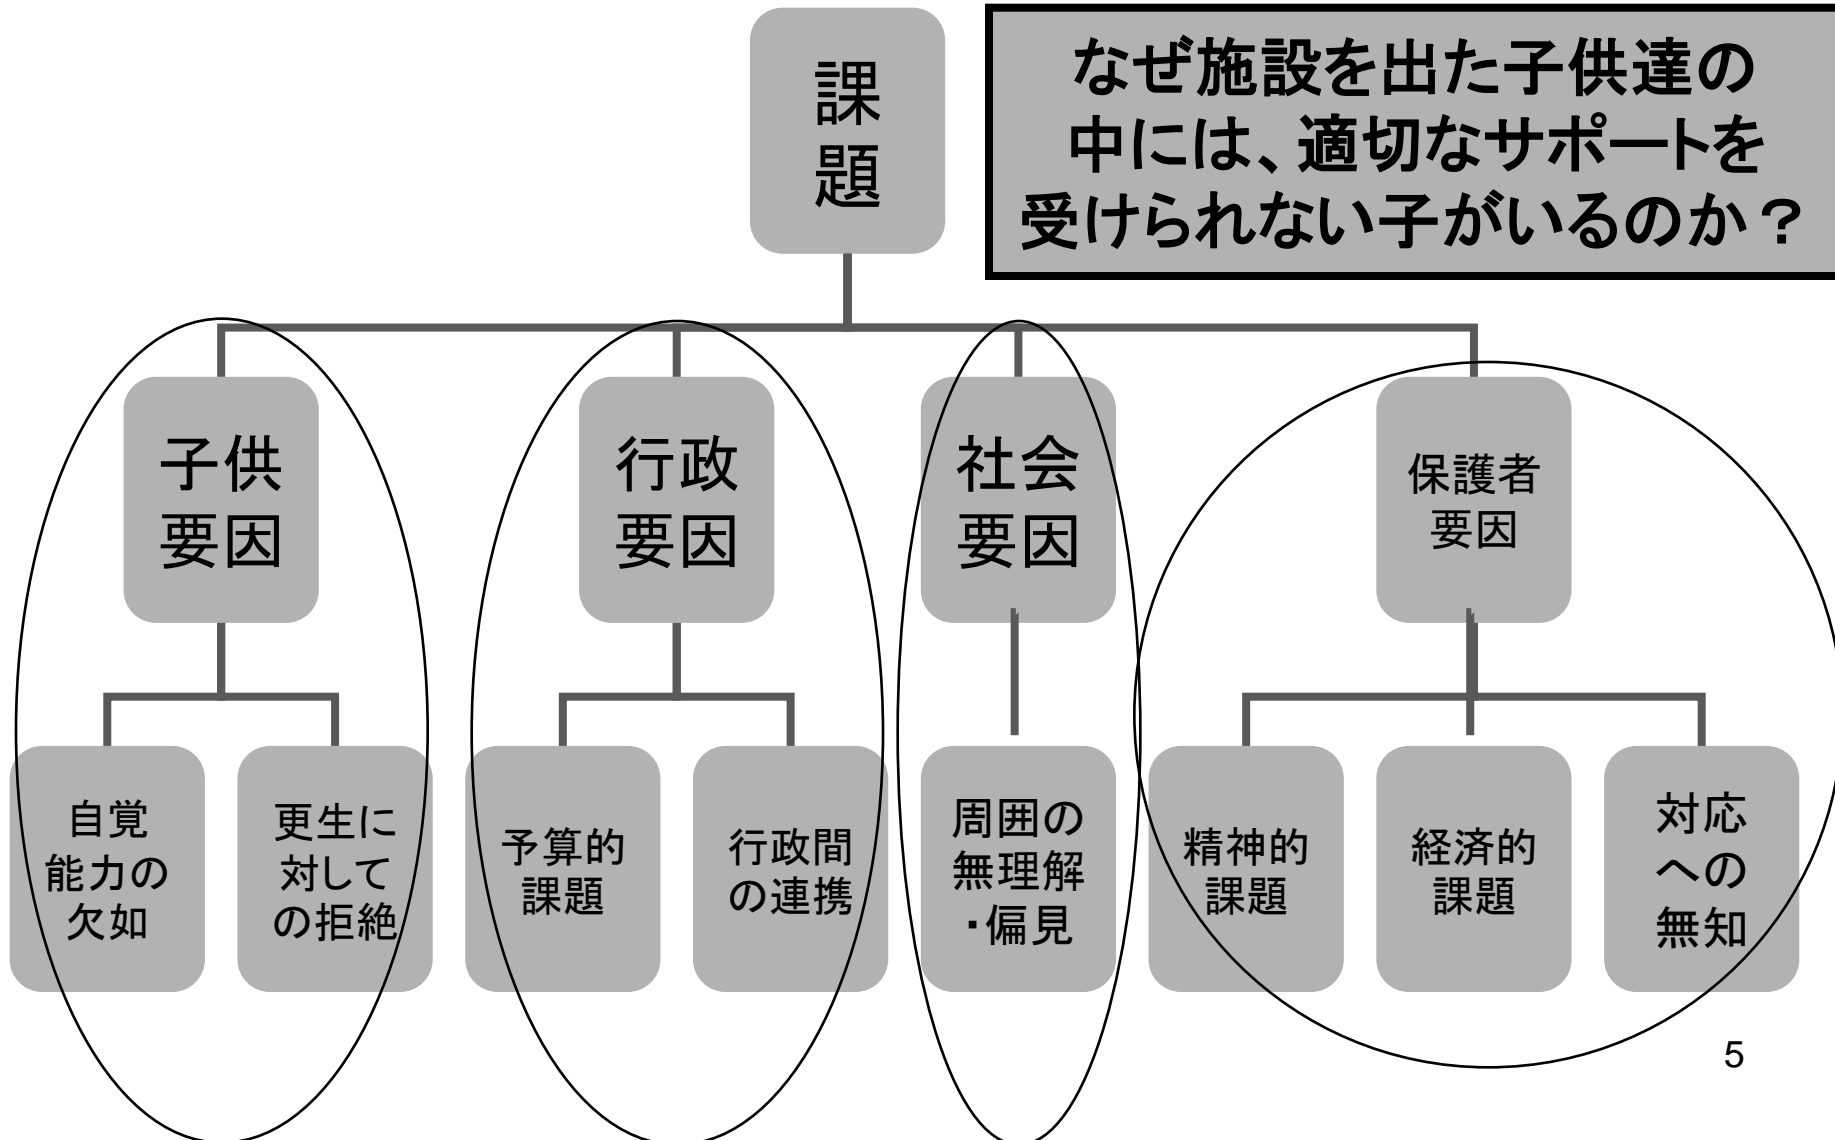 課
題
なぜ施設を出た子供達の
中には、適切なサポートを
受けられない子がいるのか？
子供
要因
行政
要因
社会
要因
保護者
要因
自覚
能力の
欠如
更生に
対して
の拒絶
予算的
課題
行政間
の連携
周囲の
無理解
・偏見
精神的
課題
経済的
課題
対応
への
無知
5